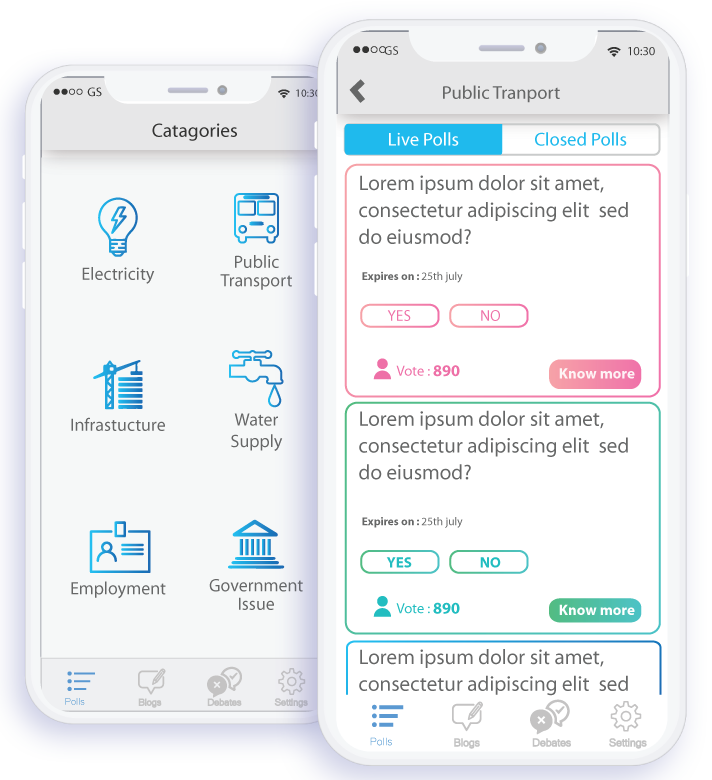 GS
10:30
Catagories
Electricity
Public
Transport
Infrastucture
Water
Supply
Employment
Government
Issue
Polls
Blogs
Debates
Settings
GS
10:30
Public Tranport
Live Polls
Closed Polls
Lorem ipsum dolor sit amet,
consectetur adipiscing elit sed
do eiusmod?
Expires on : 25th july
YES
NO
Vote : 890
Know more
Lorem ipsum dolor sit amet,
consectetur adipiscing elit sed
do eiusmod?
Expires on : 25th july
YES
NO
Vote : 890
Know more
Lorem ipsum dolor sit amet,
consectetur adipiscing elit sed
Polls
Blogs
Debates
Settings